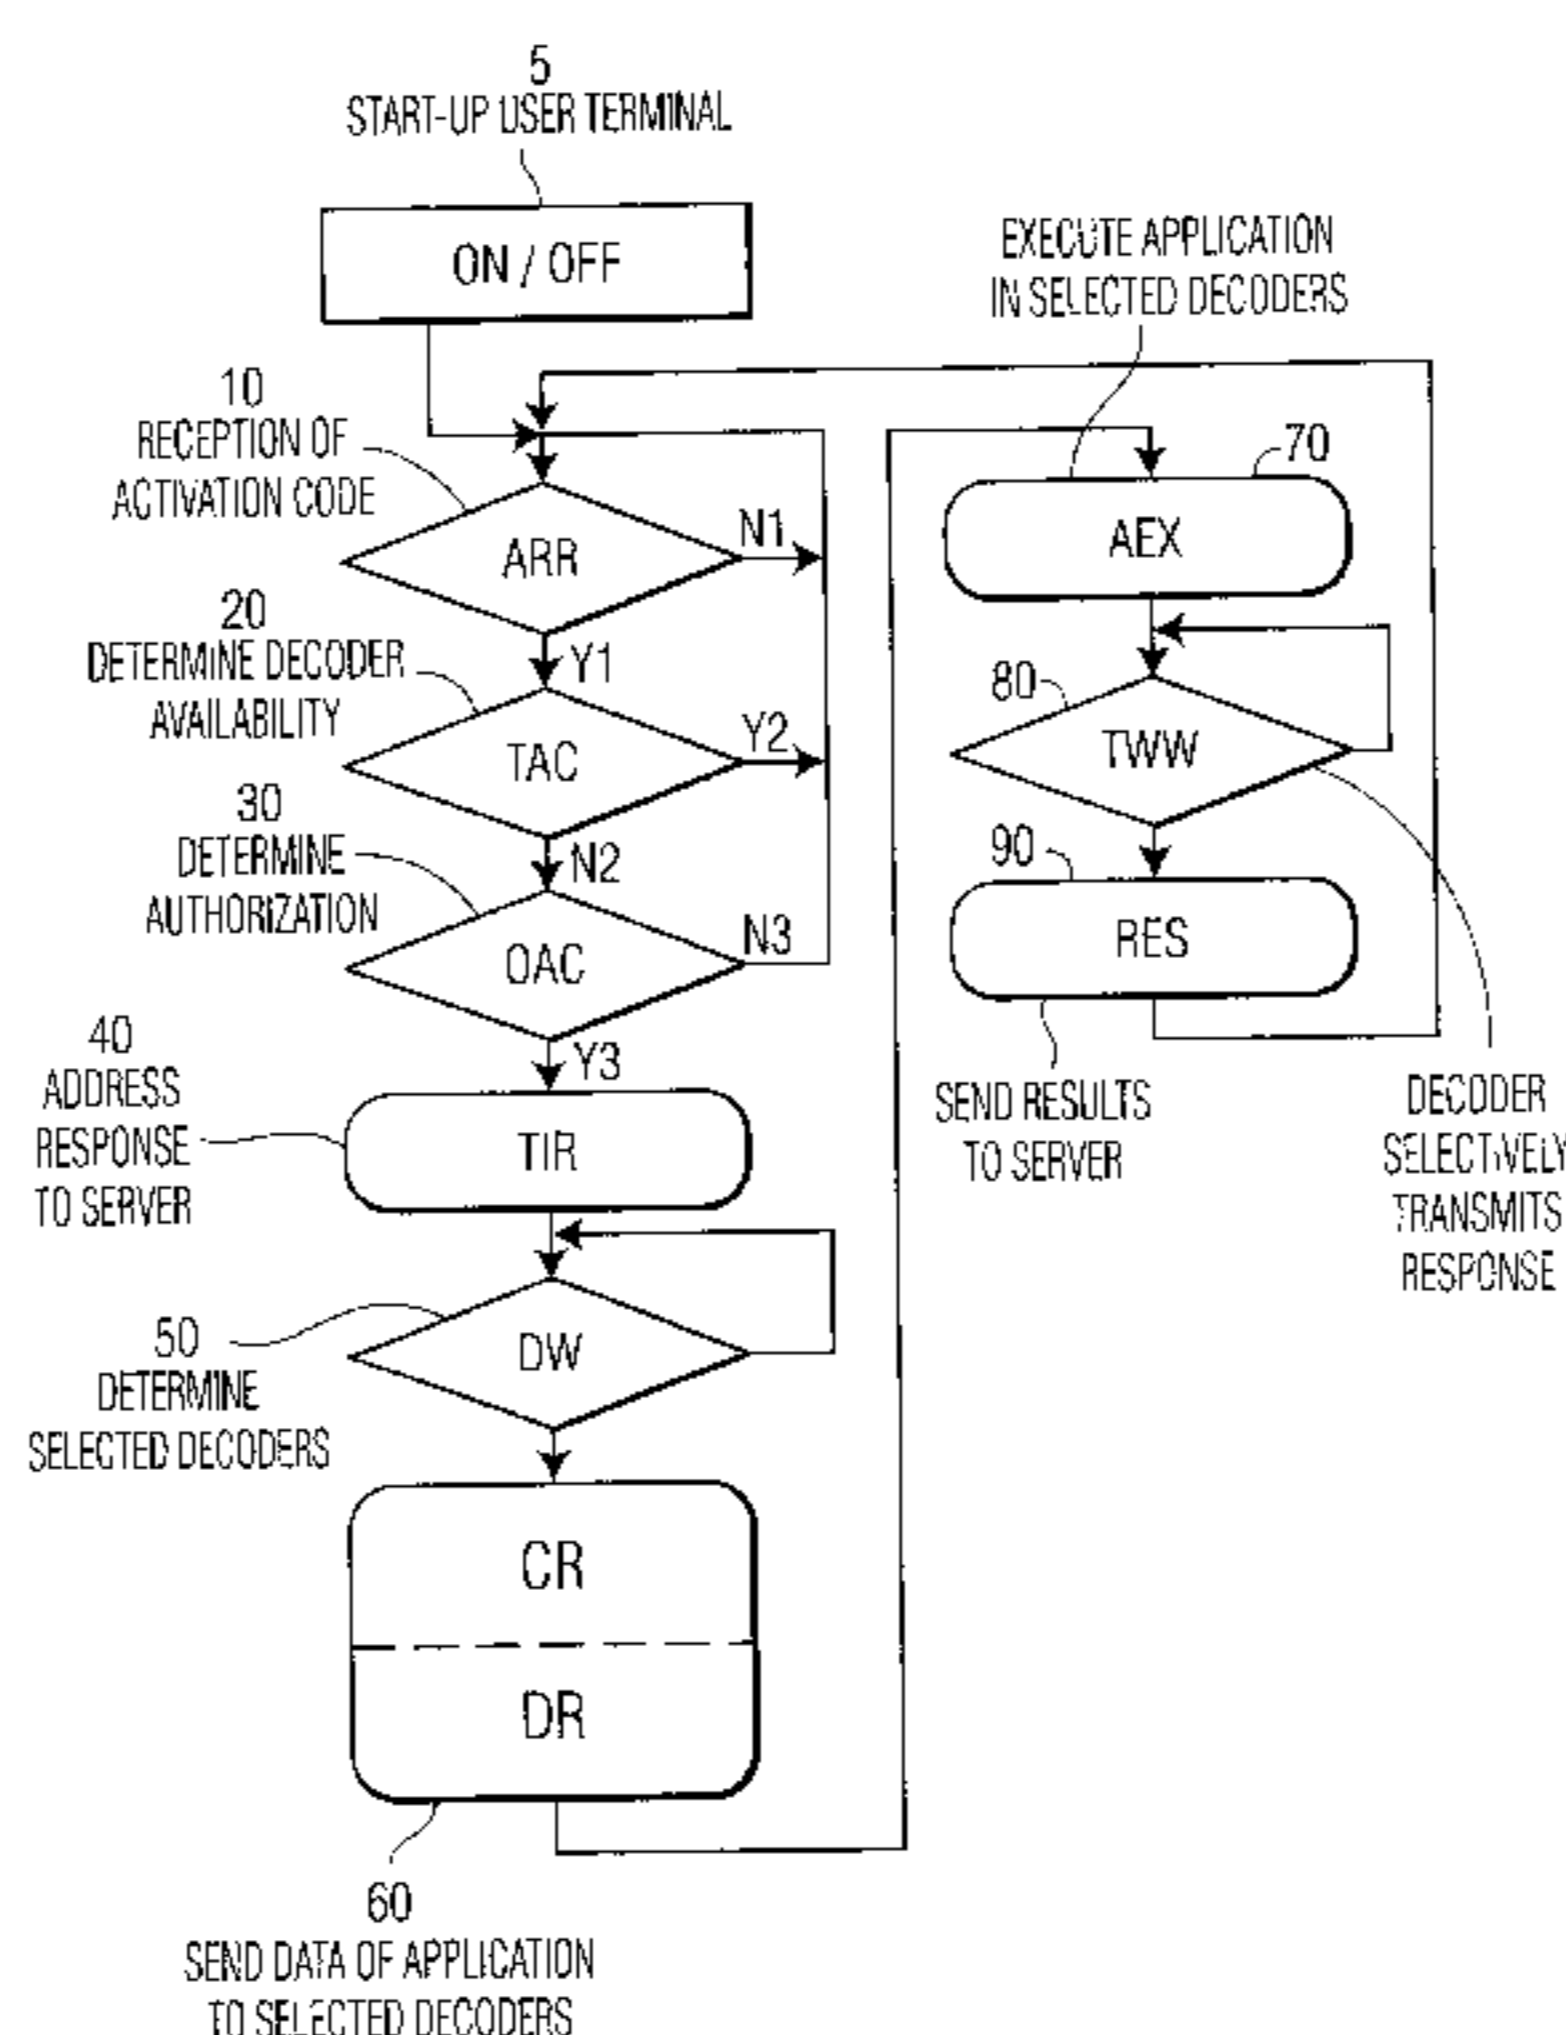 5
START-UP USER TERMINAL
ON / OFF
10
RECEPTION OF
ACTIVATION CODE
ARR
N1
Y1
20
DETERMINE DECODER
AVAILABILITY
TAC
Y2
N2
30
DETERMINE
AUTHORIZATION
OAC
N3
Y3
40
ADDRESS
RESPONSE
TO SERVER
TIR
50
DETERMINE
SELECTED DECODERS
DW
CR
DR
60
SEND DATA OF APPLICATION
TO SELECTED DECODERS
EXECUTE APPLICATION
IN SELECTED DECODERS
70
AEX
80
TWW
DECODER
SELECTIVELY
TRANSMITS
RESPONSE
90
RES
SEND RESULTS
TO SERVER